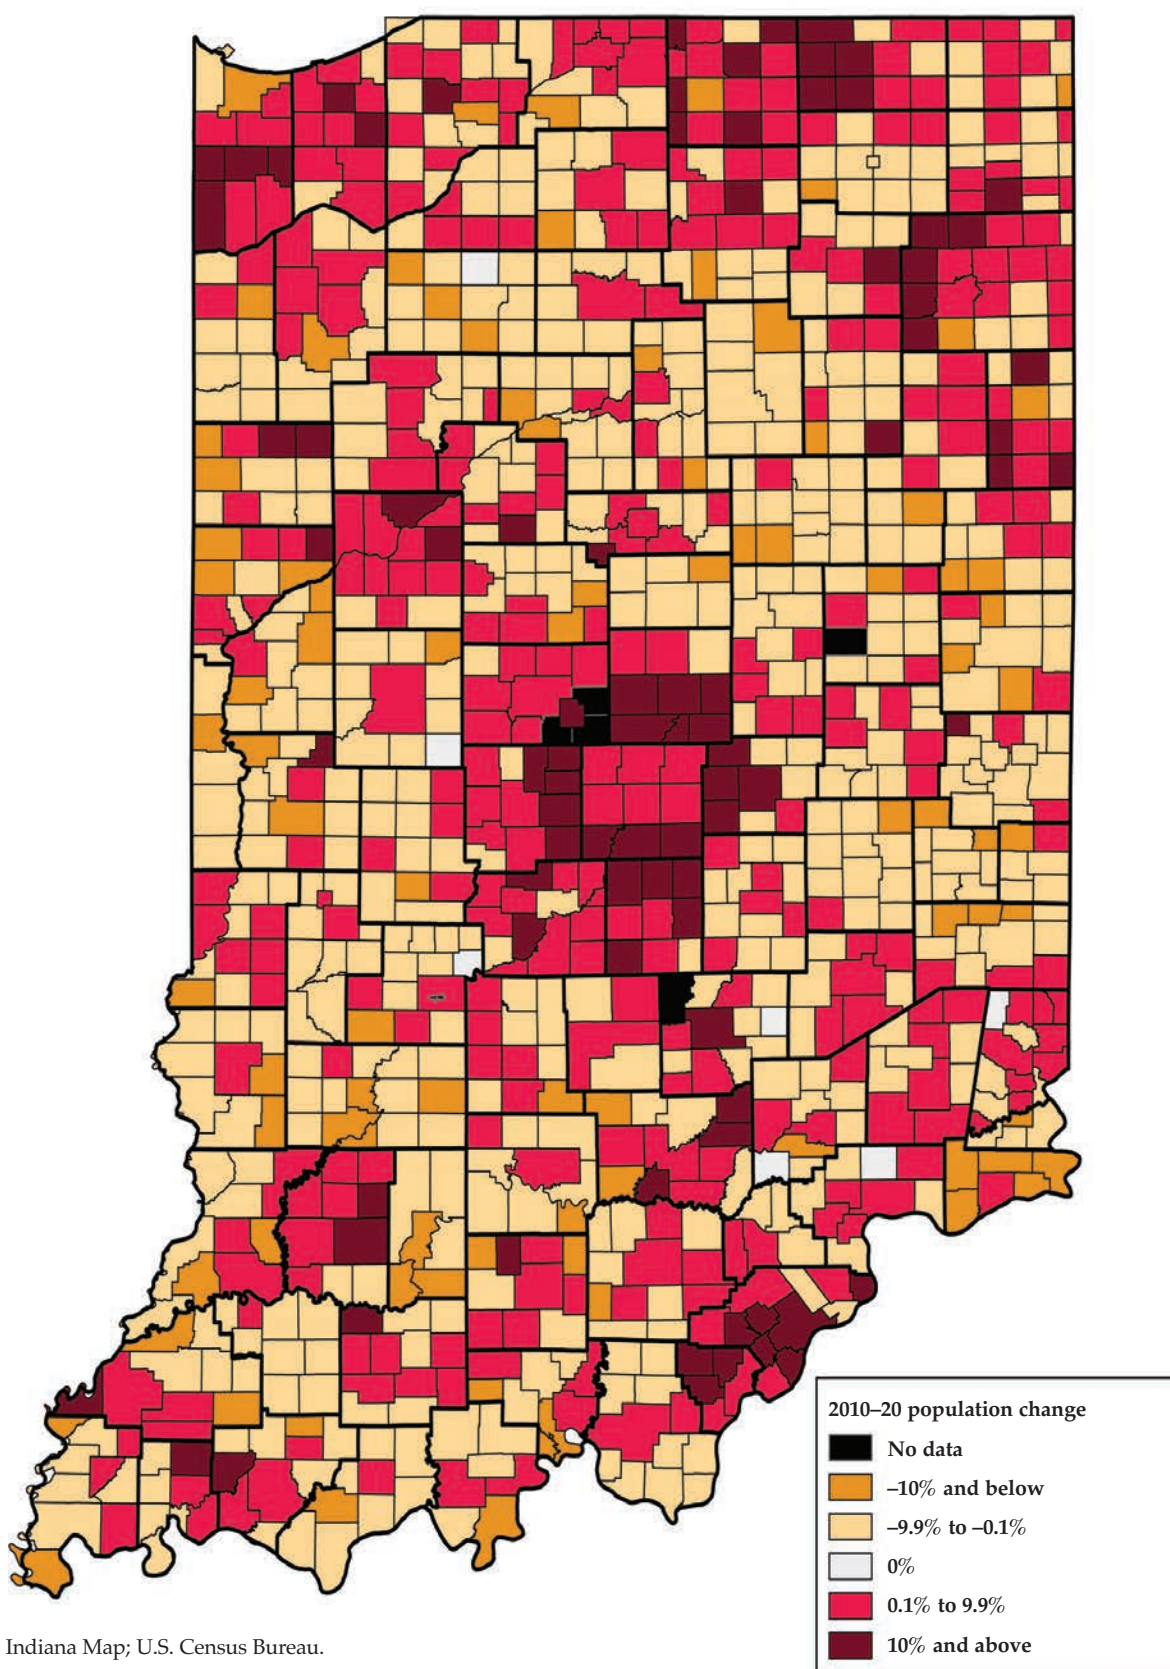 2010–20 population change
No data
–10% and below
–9.9% to –0.1%
0%
0.1% to 9.9%
10% and above
Indiana Map; U.S. Census Bureau.